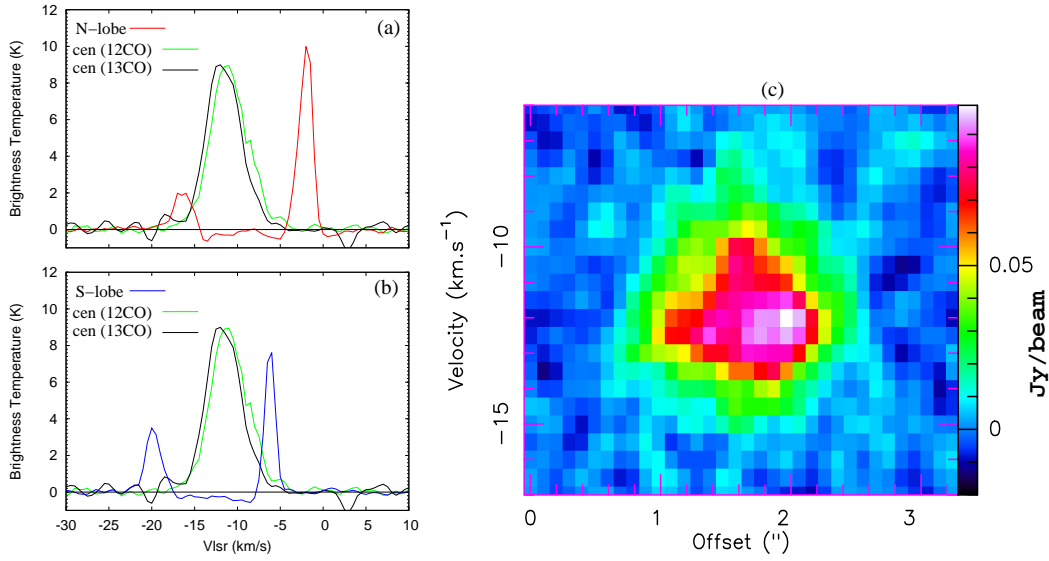 (a)
N-lobe
cen (12CO)
cen (13CO)
Brightness Temperature (K)
12
10
8
6
4
2
0
(b)
S-lobe
cen (12CO)
cen (13CO)
Brightness Temperature (K)
12
10
8
6
4
2
0
-30 -25 -20 -15 -10 -5 0 5 10
Vlsr (km/s)
(c)
Velocity (km.s⁻¹)
−10
−15
0 1 2 3
Offset (")
0.05
0
Jy/beam